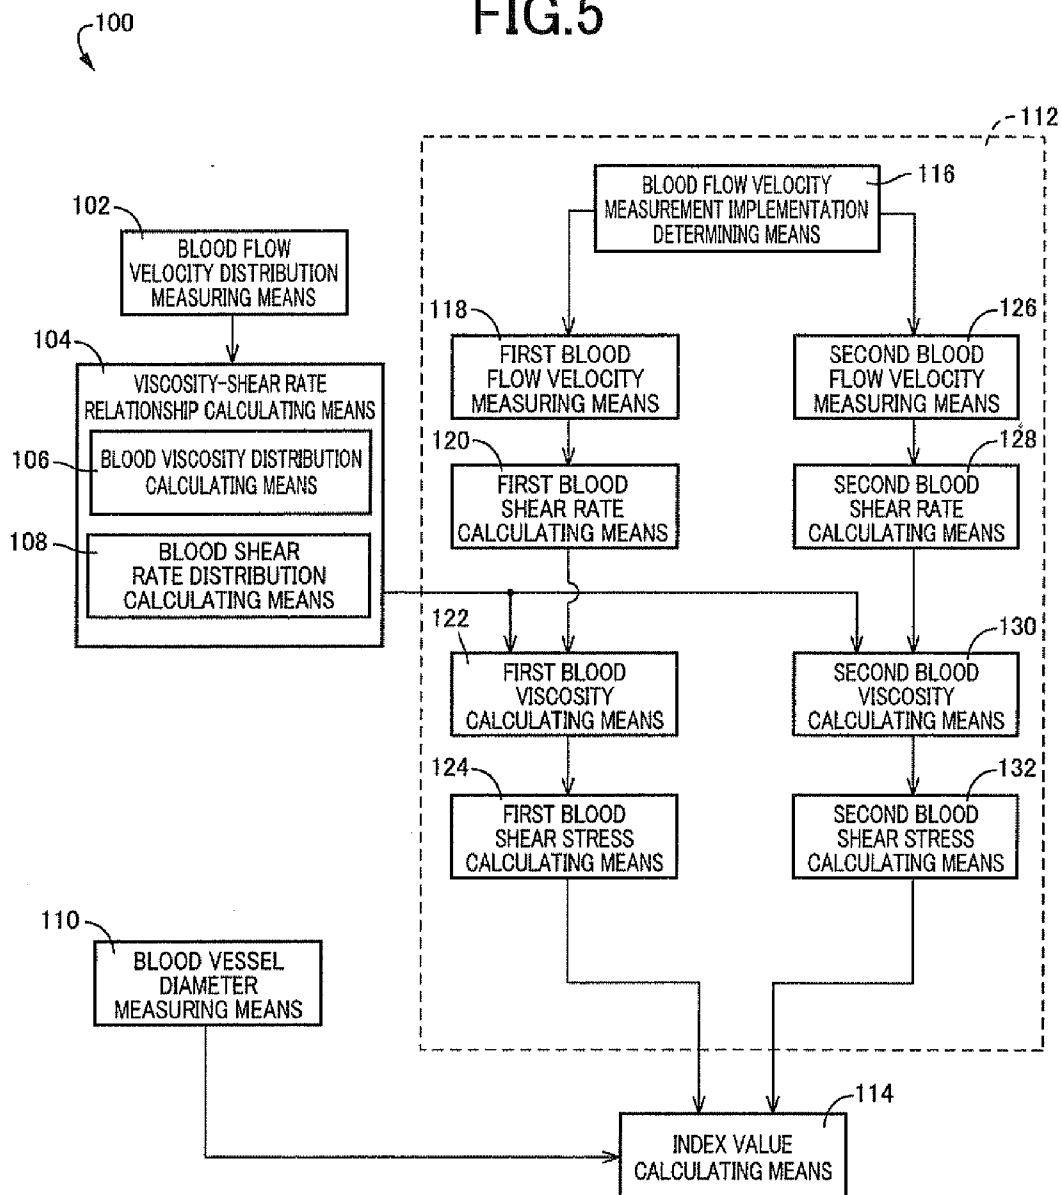 FIG.5
100
112
BLOOD FLOW VELOCITY
MEASUREMENT IMPLEMENTATION
DETERMINING MEANS
116
102
BLOOD FLOW
VELOCITY DISTRIBUTION
MEASURING MEANS
104
VISCOSITY-SHEAR RATE
RELATIONSHIP CALCULATING MEANS
106
BLOOD VISCOSITY DISTRIBUTION
CALCULATING MEANS
108
BLOOD SHEAR
RATE DISTRIBUTION
CALCULATING MEANS
118
FIRST BLOOD
FLOW VELOCITY
MEASURING MEANS
126
SECOND BLOOD
FLOW VELOCITY
MEASURING MEANS
120
FIRST BLOOD
SHEAR RATE
CALCULATING MEANS
128
SECOND BLOOD
SHEAR RATE
CALCULATING MEANS
122
FIRST BLOOD
VISCOSITY
CALCULATING MEANS
130
SECOND BLOOD
VISCOSITY
CALCULATING MEANS
124
FIRST BLOOD
SHEAR STRESS
CALCULATING MEANS
132
SECOND BLOOD
SHEAR STRESS
CALCULATING MEANS
110
BLOOD VESSEL
DIAMETER
MEASURING MEANS
114
INDEX VALUE
CALCULATING MEANS